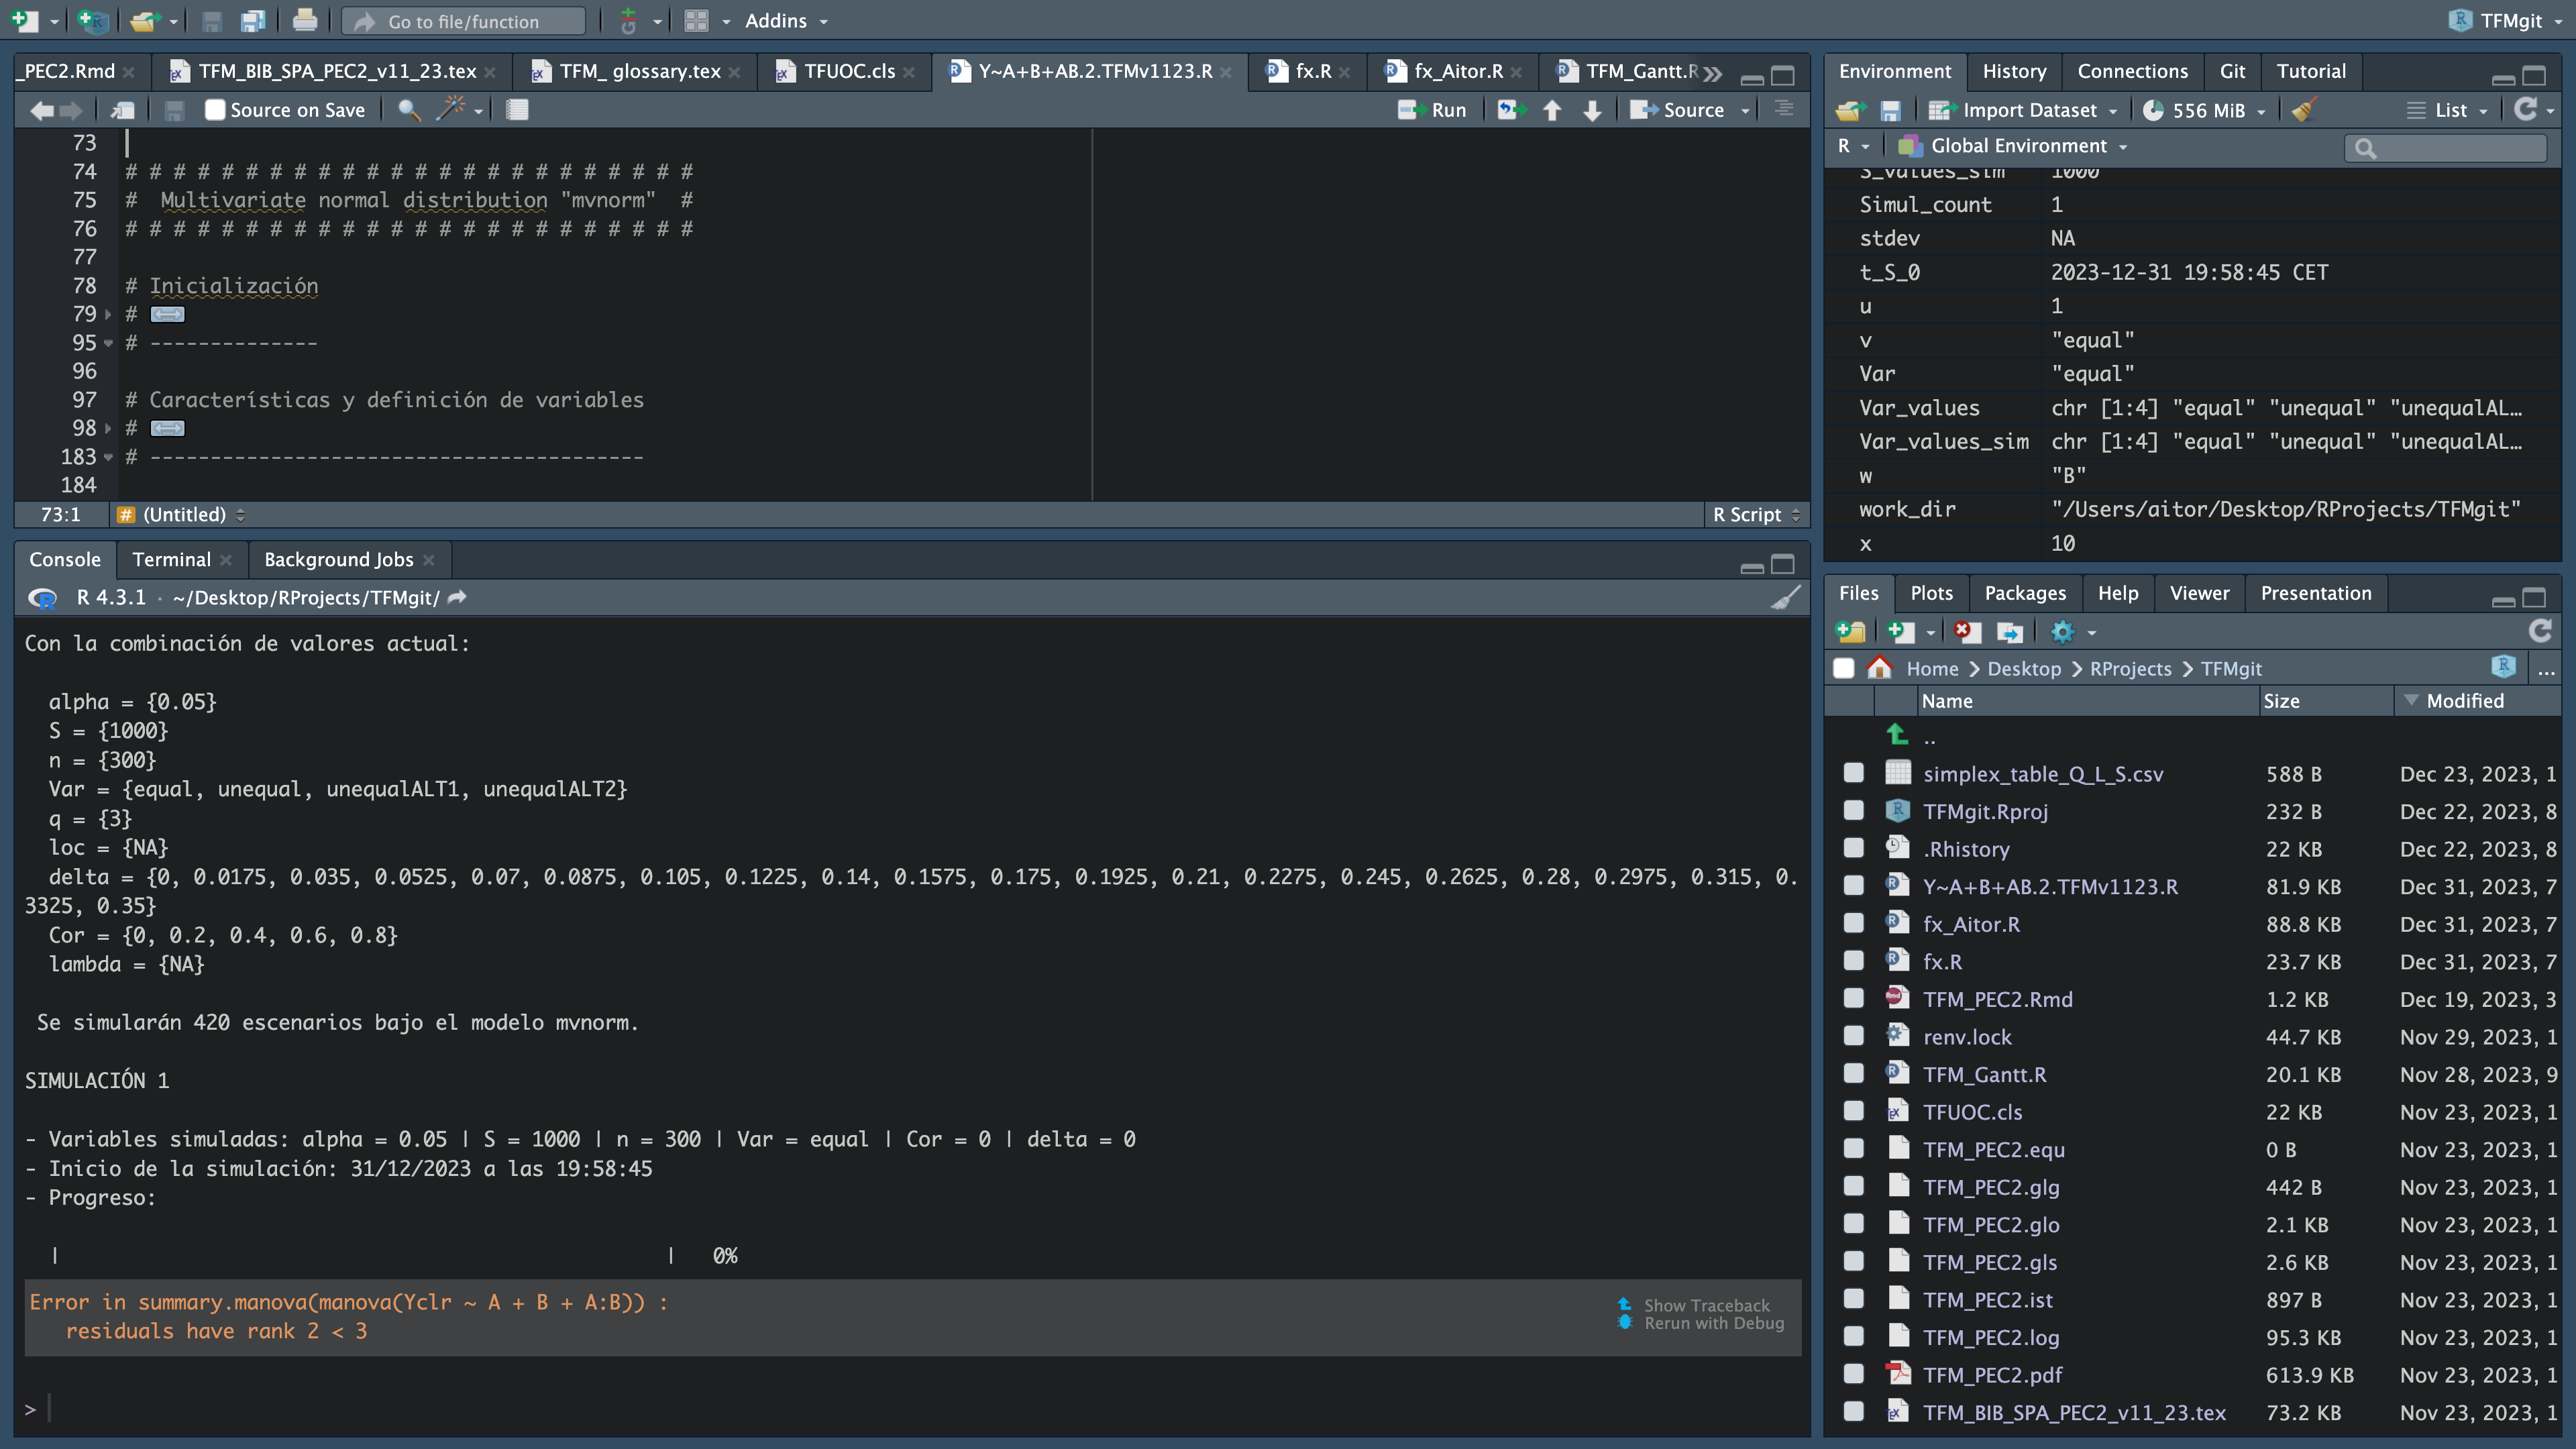 Go to file/function
Addins
TFMgit
_PEC2.Rmd
TFM_BIB_SPA_PEC2_v11_23.tex
TFM_ glossary.tex
TFUOC.cls
Y~A+B+AB.2.TFMv1123.R
fx.R
fx_Aitor.R
TFM_Gantt.R
Source on Save
Run
Source
73
74 # # # # # # # # # # # # # # # # # # # # # # # #
75 #  Multivariate normal distribution "mvnorm"  #
76 # # # # # # # # # # # # # # # # # # # # # # # #
77
78 # Inicialización
79 #
95 # --------------
96
97 # Características y definición de variables
98 #
183 # -----------------------------------------
184
73:1
(Untitled)
R Script
Console
Terminal
Background Jobs
R 4.3.1 · ~/Desktop/RProjects/TFMgit/
Con la combinación de valores actual:
alpha = {0.05}
S = {1000}
n = {300}
Var = {equal, unequal, unequalALT1, unequalALT2}
q = {3}
loc = {NA}
delta = {0, 0.0175, 0.035, 0.0525, 0.07, 0.0875, 0.105, 0.1225, 0.14, 0.1575, 0.175, 0.1925, 0.21, 0.2275, 0.245, 0.2625, 0.28, 0.2975, 0.315, 0.
3325, 0.35}
Cor = {0, 0.2, 0.4, 0.6, 0.8}
lambda = {NA}
Se simularán 420 escenarios bajo el modelo mvnorm.
SIMULACIÓN 1
- Variables simuladas: alpha = 0.05 | S = 1000 | n = 300 | Var = equal | Cor = 0 | delta = 0
- Inicio de la simulación: 31/12/2023 a las 19:58:45
- Progreso:
| | 0%
Error in summary.manova(manova(Yclr ~ A + B + A:B)) :
residuals have rank 2 < 3
Show Traceback
Rerun with Debug
>
Environment
History
Connections
Git
Tutorial
Import Dataset
556 MiB
List
R
Global Environment
S_values_sim 1000
Simul_count 1
stdev NA
t_S_0 2023-12-31 19:58:45 CET
u 1
v "equal"
Var "equal"
Var_values chr [1:4] "equal" "unequal" "unequalAL…
Var_values_sim chr [1:4] "equal" "unequal" "unequalAL…
w "B"
work_dir "/Users/aitor/Desktop/RProjects/TFMgit"
x 10
Files
Plots
Packages
Help
Viewer
Presentation
Home
Desktop
RProjects
TFMgit
...
Name Size Modified
..
simplex_table_Q_L_S.csv 588 B Dec 23, 2023, 1
TFMgit.Rproj 232 B Dec 22, 2023, 8
.Rhistory 22 KB Dec 22, 2023, 8
Y~A+B+AB.2.TFMv1123.R 81.9 KB Dec 31, 2023, 7
fx_Aitor.R 88.8 KB Dec 31, 2023, 7
fx.R 23.7 KB Dec 31, 2023, 7
TFM_PEC2.Rmd 1.2 KB Dec 19, 2023, 3
renv.lock 44.7 KB Nov 29, 2023, 1
TFM_Gantt.R 20.1 KB Nov 28, 2023, 9
TFUOC.cls 22 KB Nov 23, 2023, 1
TFM_PEC2.equ 0 B Nov 23, 2023, 1
TFM_PEC2.glg 442 B Nov 23, 2023, 1
TFM_PEC2.glo 2.1 KB Nov 23, 2023, 1
TFM_PEC2.gls 2.6 KB Nov 23, 2023, 1
TFM_PEC2.ist 897 B Nov 23, 2023, 1
TFM_PEC2.log 95.3 KB Nov 23, 2023, 1
TFM_PEC2.pdf 613.9 KB Nov 23, 2023, 1
TFM_BIB_SPA_PEC2_v11_23.tex 73.2 KB Nov 23, 2023, 1